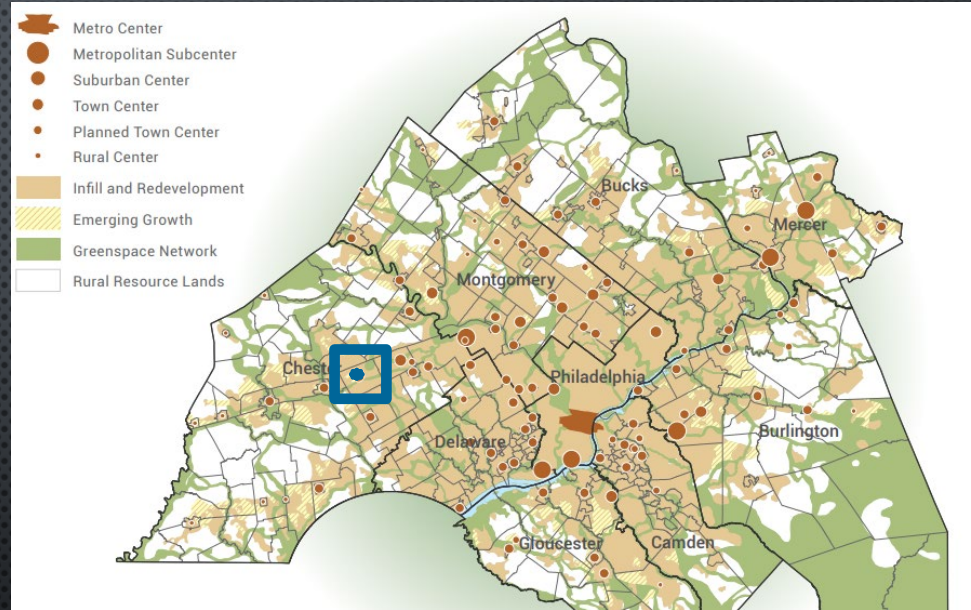 Metro Center
Metropolitan Subcenter
Suburban Center
Town Center
Planned Town Center
Rural Center
Infill and Redevelopment
Emerging Growth
Greenspace Network
Rural Resource Lands
Bucks
Mercer
Montgomery
Cheste
Philadelphia
Delaware
Burlington
Gloucester
Camden